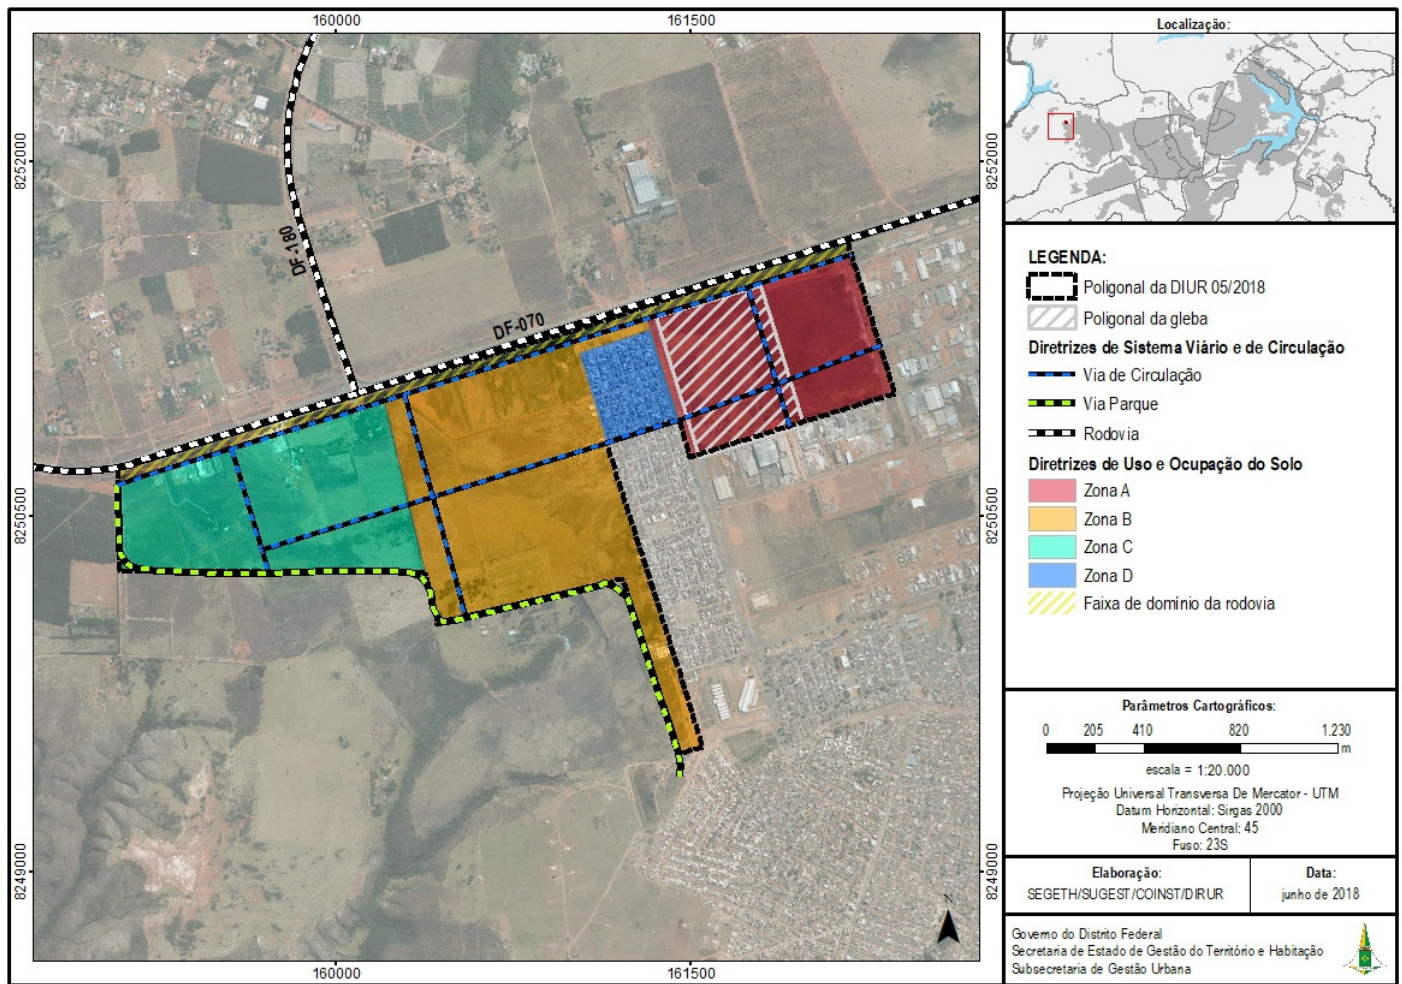 160000
161500
8252000
8250500
8249000
8252000
8250500
8249000
160000
161500
DF-180
DF-070
N
Localização:
LEGENDA:
Poligonal da DIUR 05/2018
Poligonal da gleba
Diretrizes de Sistema Viário e de Circulação
Via de Circulação
Via Parque
Rodovia
Diretrizes de Uso e Ocupação do Solo
Zona A
Zona B
Zona C
Zona D
Faixa de domínio da rodovia
Parâmetros Cartográficos:
0 205 410 820 1.230
m
escala = 1:20.000
Projeção Universal Transversa De Mercator - UTM
Datum Horizontal: Sirgas 2000
Meridiano Central: 45
Fuso: 23S
Elaboração:
SEGETH/SUGEST/COINST/DIRUR
Data:
junho de 2018
Governo do Distrito Federal
Secretaria de Estado de Gestão do Território e Habitação
Subsecretaria de Gestão Urbana